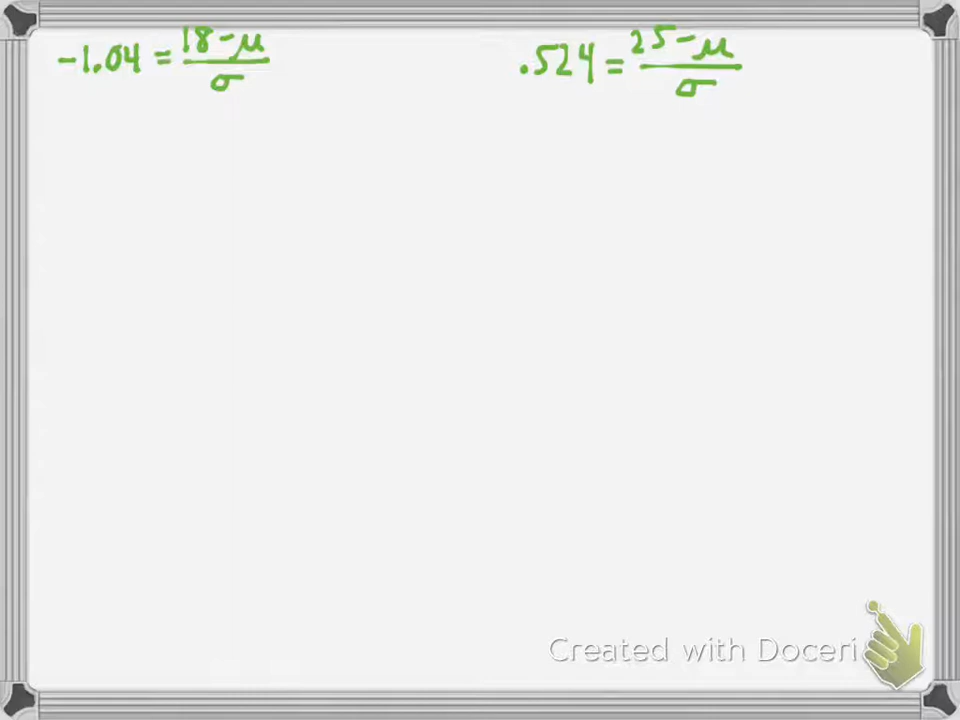 -1.04 = (18-μ)/σ
.524 = (25-μ)/σ
Created with Doceri